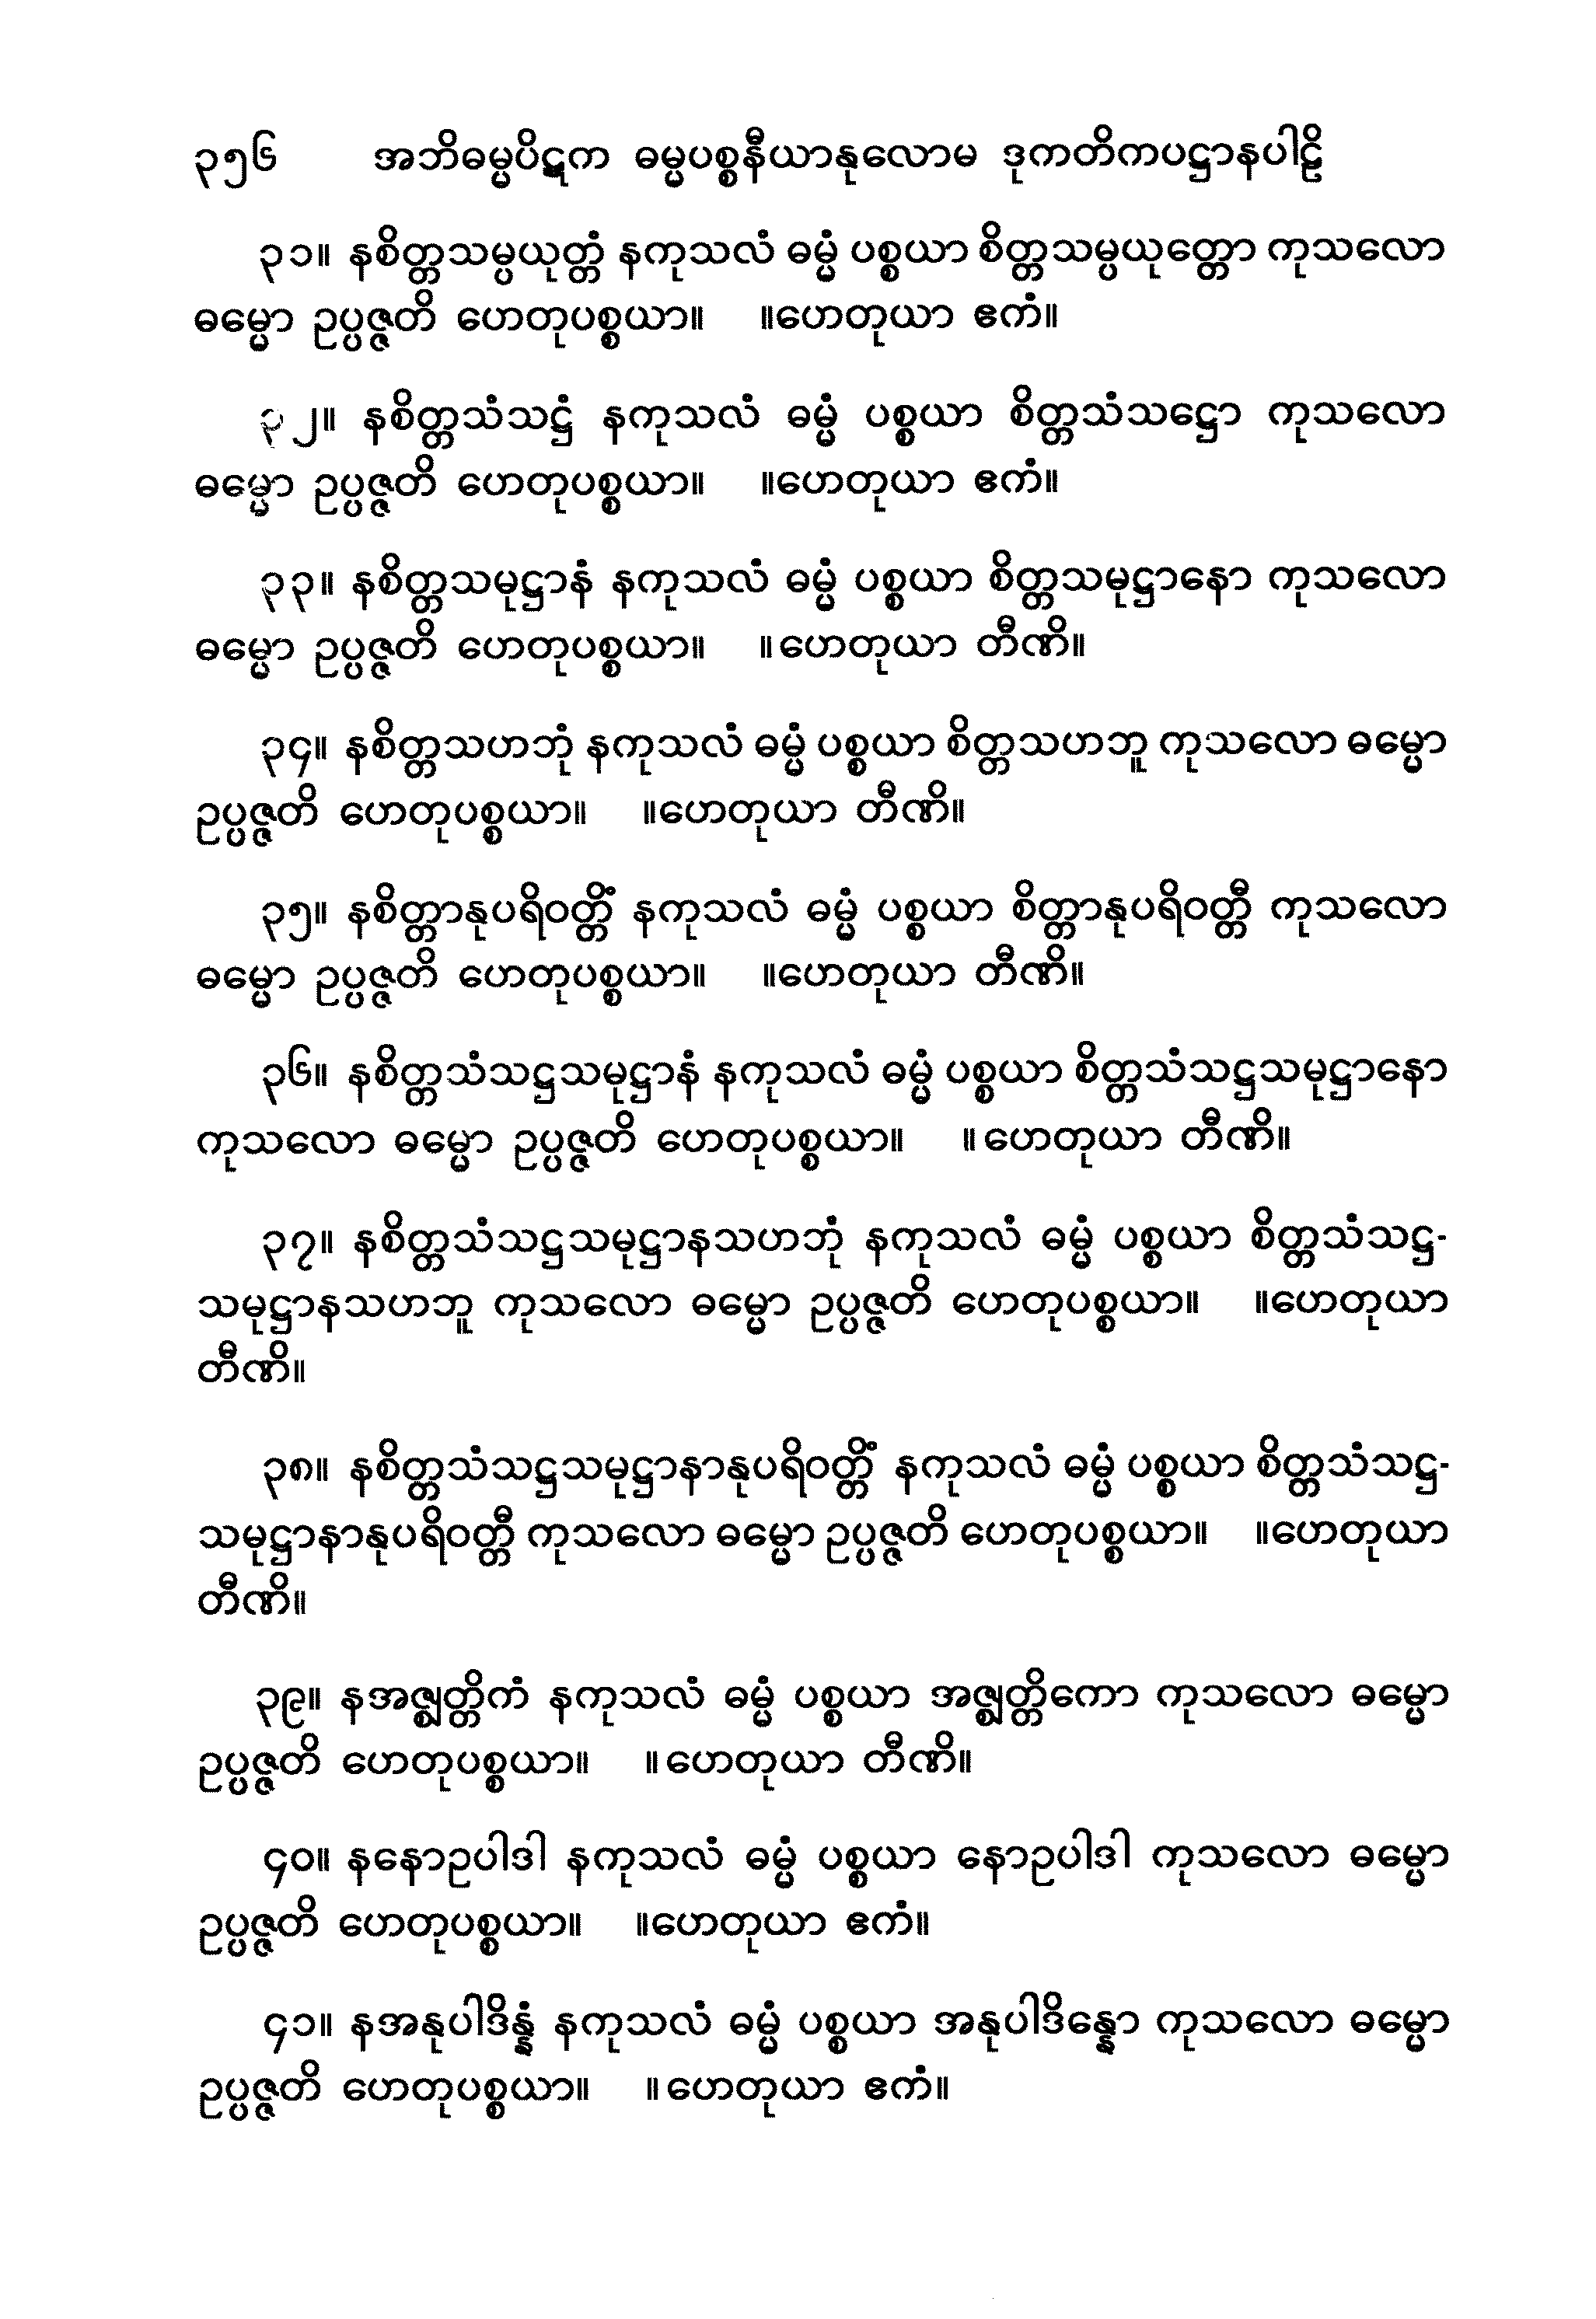 ၃၅၆ အဘိဓမ္မပိဋက ဓမ္မပစ္စနီယာနုလောမ ဒုကတိကပဋ္ဌာနပါဠိ
၃၁။ နစိတ္တသမ္ပယုတ္တံ နကုသလံ ဓမ္မံ ပစ္စယာ စိတ္တသမ္ပယုတ္တော ကုသလော
ဓမ္မော ဥပ္ပဇ္ဇတိ ဟေတုပစ္စယာ။ ။ဟေတုယာ ဧကံ။
၃၂။ နစိတ္တသံသဋ္ဌံ နကုသလံ ဓမ္မံ ပစ္စယာ စိတ္တသံသဋ္ဌော ကုသလော
ဓမ္မော ဥပ္ပဇ္ဇတိ ဟေတုပစ္စယာ။ ။ဟေတုယာ ဧကံ။
၃၃။ နစိတ္တသမုဋ္ဌာနံ နကုသလံ ဓမ္မံ ပစ္စယာ စိတ္တသမုဋ္ဌာနော ကုသလော
ဓမ္မော ဥပ္ပဇ္ဇတိ ဟေတုပစ္စယာ။ ။ဟေတုယာ တီဏိ။
၃၄။ နစိတ္တသဟဘုံ နကုသလံ ဓမ္မံ ပစ္စယာ စိတ္တသဟဘူ ကုသလော ဓမ္မော
ဥပ္ပဇ္ဇတိ ဟေတုပစ္စယာ။ ။ဟေတုယာ တီဏိ။
၃၅။ နစိတ္တာနုပရိဝတ္တိံ နကုသလံ ဓမ္မံ ပစ္စယာ စိတ္တာနုပရိဝတ္တီ ကုသလော
ဓမ္မော ဥပ္ပဇ္ဇတိ ဟေတုပစ္စယာ။ ။ဟေတုယာ တီဏိ။
၃၆။ နစိတ္တသံသဋ္ဌသမုဋ္ဌာနံ နကုသလံ ဓမ္မံ ပစ္စယာ စိတ္တသံသဋ္ဌသမုဋ္ဌာနော
ကုသလော ဓမ္မော ဥပ္ပဇ္ဇတိ ဟေတုပစ္စယာ။ ။ဟေတုယာ တီဏိ။
၃၇။ နစိတ္တသံသဋ္ဌသမုဋ္ဌာနသဟဘုံ နကုသလံ ဓမ္မံ ပစ္စယာ စိတ္တသံသဋ္ဌ-
သမုဋ္ဌာနသဟဘူ ကုသလော ဓမ္မော ဥပ္ပဇ္ဇတိ ဟေတုပစ္စယာ။ ။ဟေတုယာ
တီဏိ။
၃၈။ နစိတ္တသံသဋ္ဌသမုဋ္ဌာနာနုပရိဝတ္တိံ နကုသလံ ဓမ္မံ ပစ္စယာ စိတ္တသံသဋ္ဌ-
သမုဋ္ဌာနာနုပရိဝတ္တီ ကုသလော ဓမ္မော ဥပ္ပဇ္ဇတိ ဟေတုပစ္စယာ။ ။ဟေတုယာ
တီဏိ။
၃၉။ နအဇ္ဈတ္တိကံ နကုသလံ ဓမ္မံ ပစ္စယာ အဇ္ဈတ္တိကော ကုသလော ဓမ္မော
ဥပ္ပဇ္ဇတိ ဟေတုပစ္စယာ။ ။ဟေတုယာ တီဏိ။
၄၀။ နနောဥပါဒါ နကုသလံ ဓမ္မံ ပစ္စယာ နောဥပါဒါ ကုသလော ဓမ္မော
ဥပ္ပဇ္ဇတိ ဟေတုပစ္စယာ။ ။ဟေတုယာ ဧကံ။
၄၁။ နအနုပါဒိန္နံ နကုသလံ ဓမ္မံ ပစ္စယာ အနုပါဒိန္နော ကုသလော ဓမ္မော
ဥပ္ပဇ္ဇတိ ဟေတုပစ္စယာ။ ။ဟေတုယာ ဧကံ။